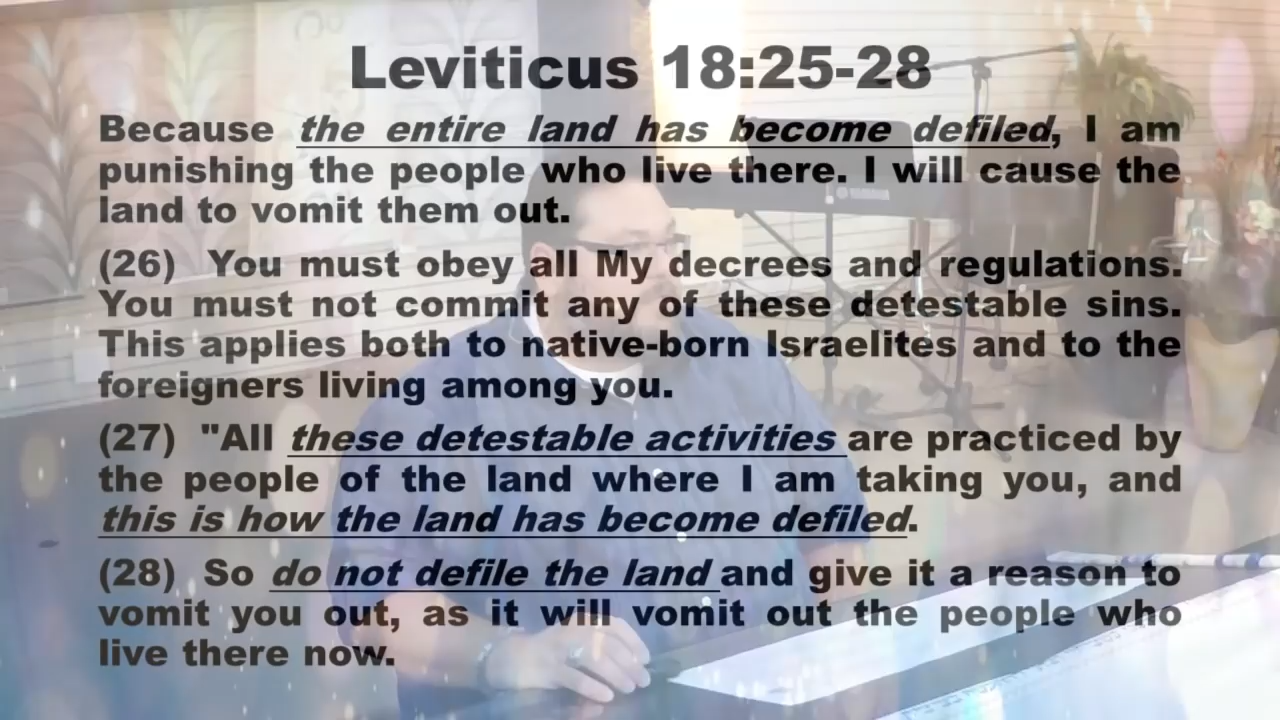 Leviticus 18:25-28
Because the entire land has become defiled, I am
punishing the people who live there. I will cause the
land to vomit them out.
(26) You must obey all My decrees and regulations.
You must not commit any of these detestable sins.
This applies both to native-born Israelites and to the
foreigners living among you.
(27) "All these detestable activities are practiced by
the people of the land where I am taking you, and
this is how the land has become defiled.
(28) So do not defile the land and give it a reason to
vomit you out, as it will vomit out the people who
live there now.
YAMAHA